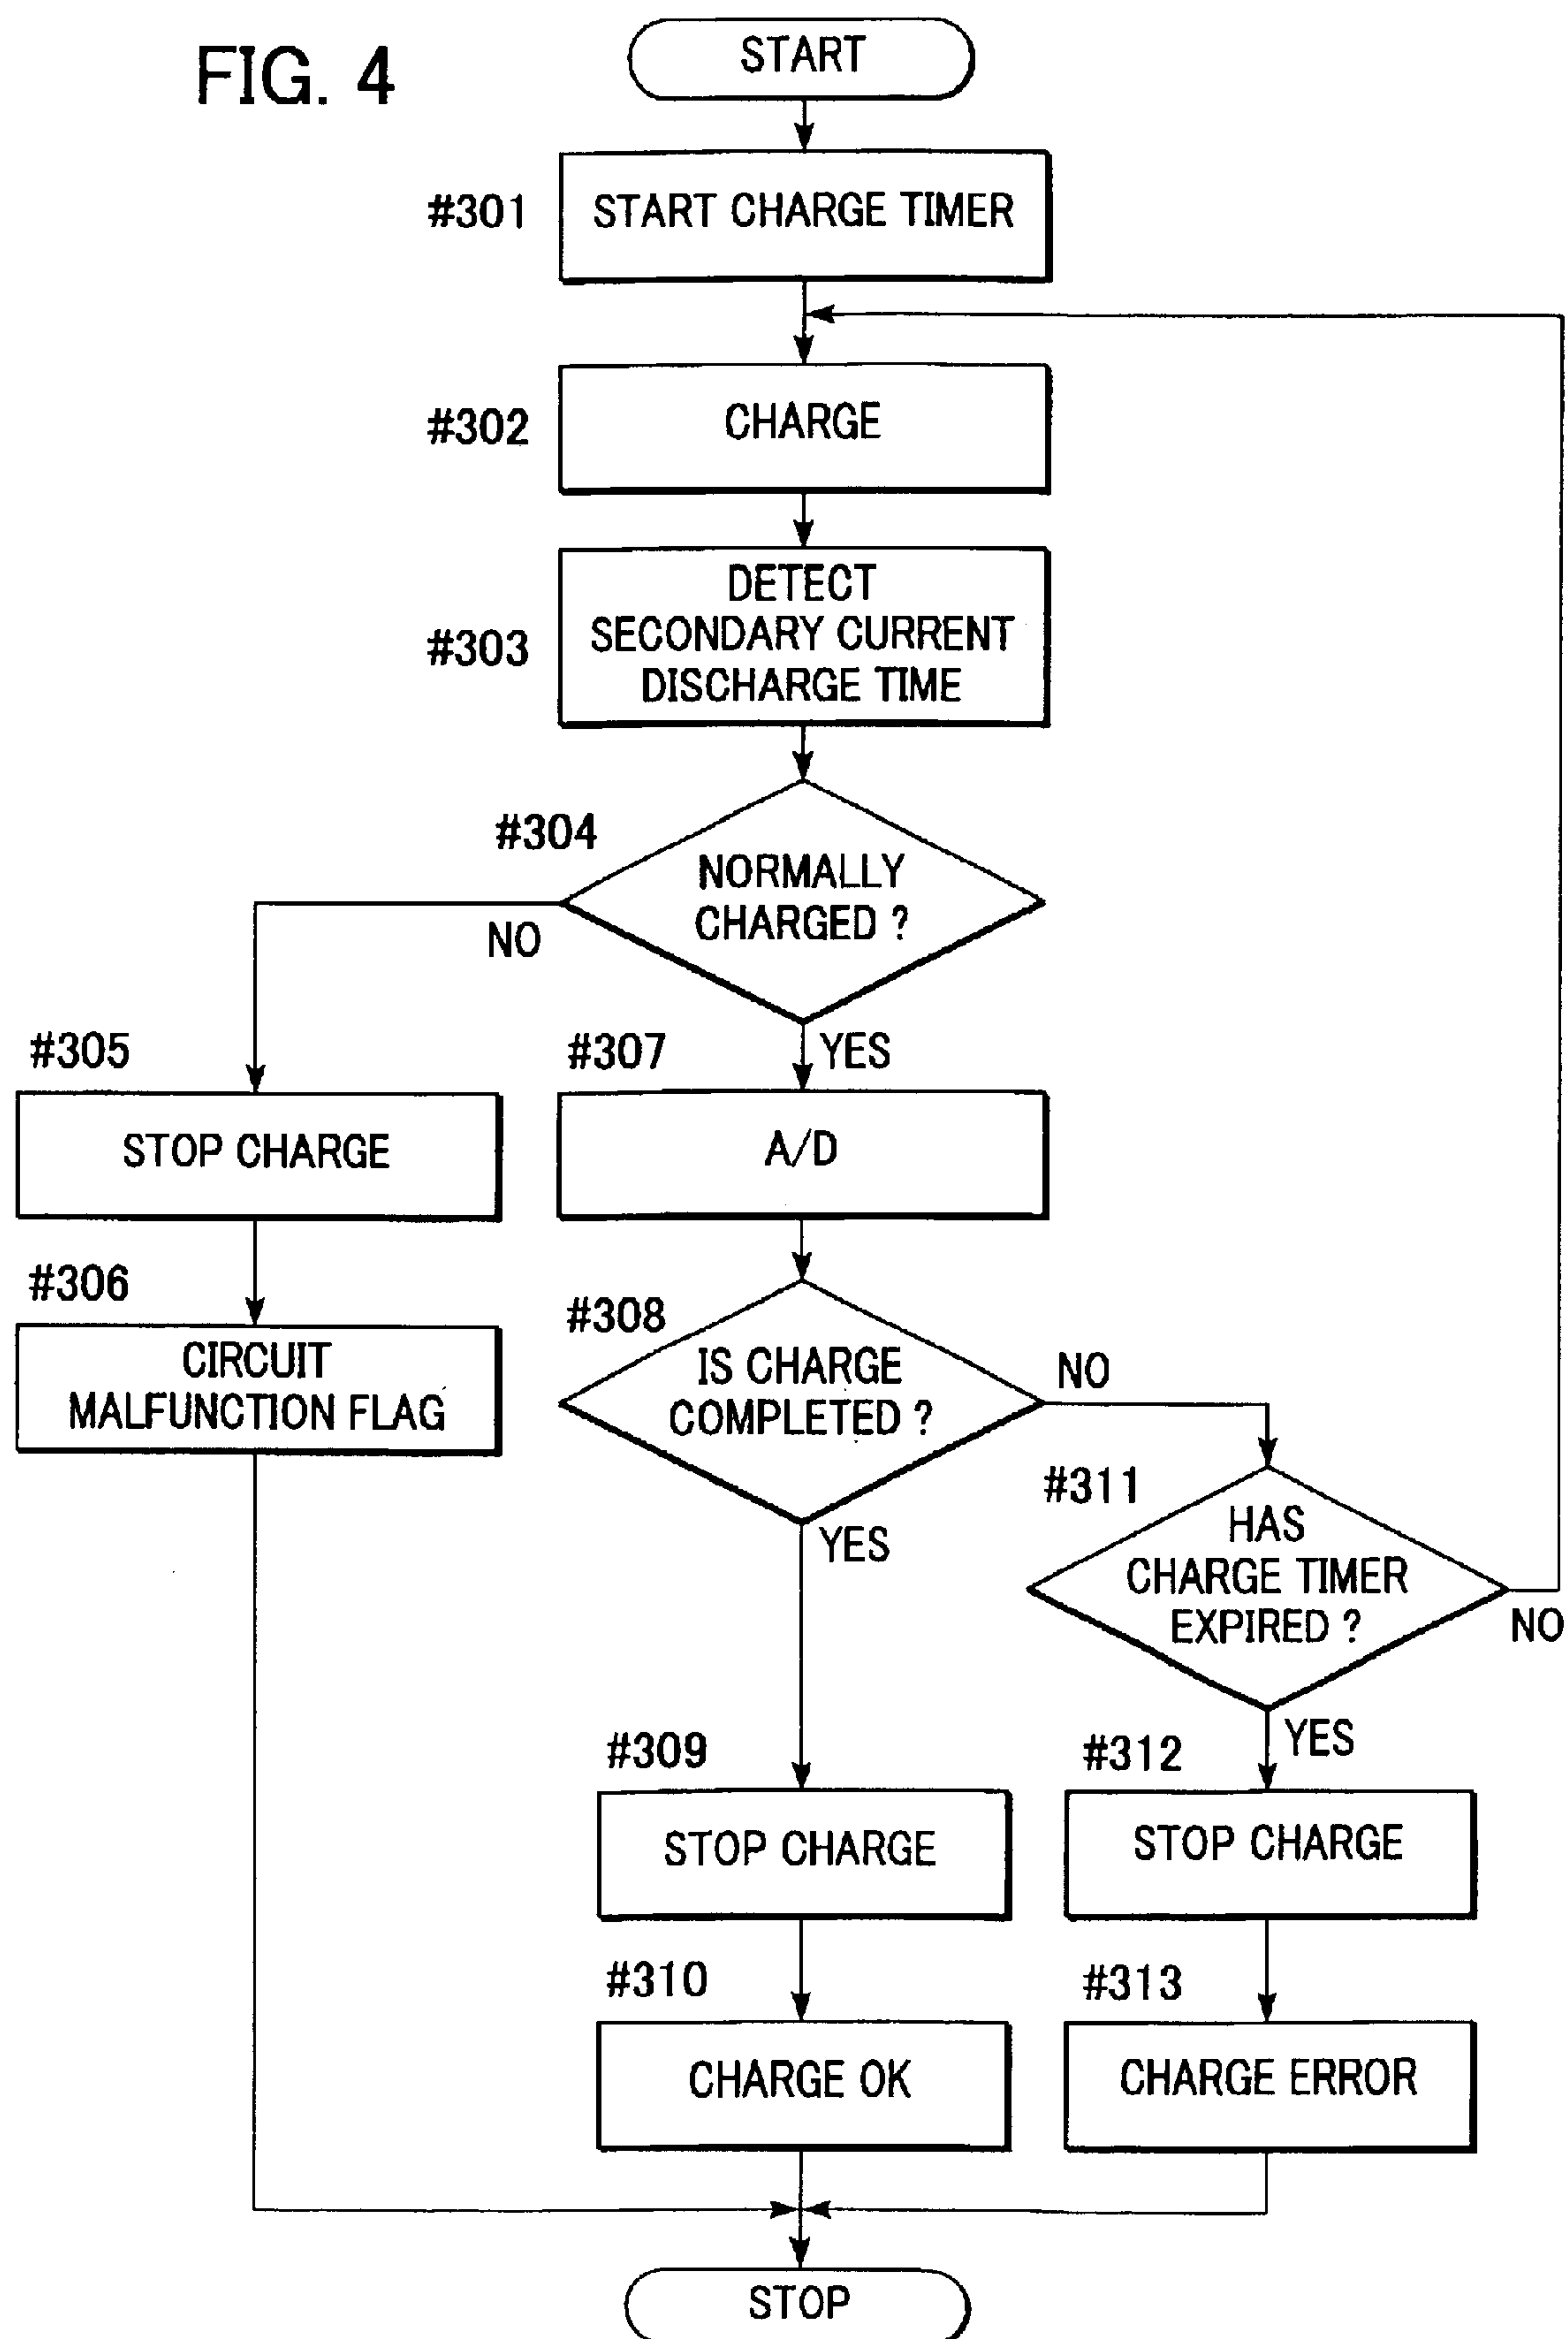 FIG. 4
START
#301
START CHARGE TIMER
#302
CHARGE
#303
DETECT
SECONDARY CURRENT
DISCHARGE TIME
#304
NORMALLY
CHARGED ?
NO
YES
#305
STOP CHARGE
#307
A/D
#306
CIRCUIT
MALFUNCTION FLAG
#308
IS CHARGE
COMPLETED ?
NO
YES
#311
HAS
CHARGE TIMER
EXPIRED ?
NO
YES
#309
STOP CHARGE
#312
STOP CHARGE
#310
CHARGE OK
#313
CHARGE ERROR
STOP